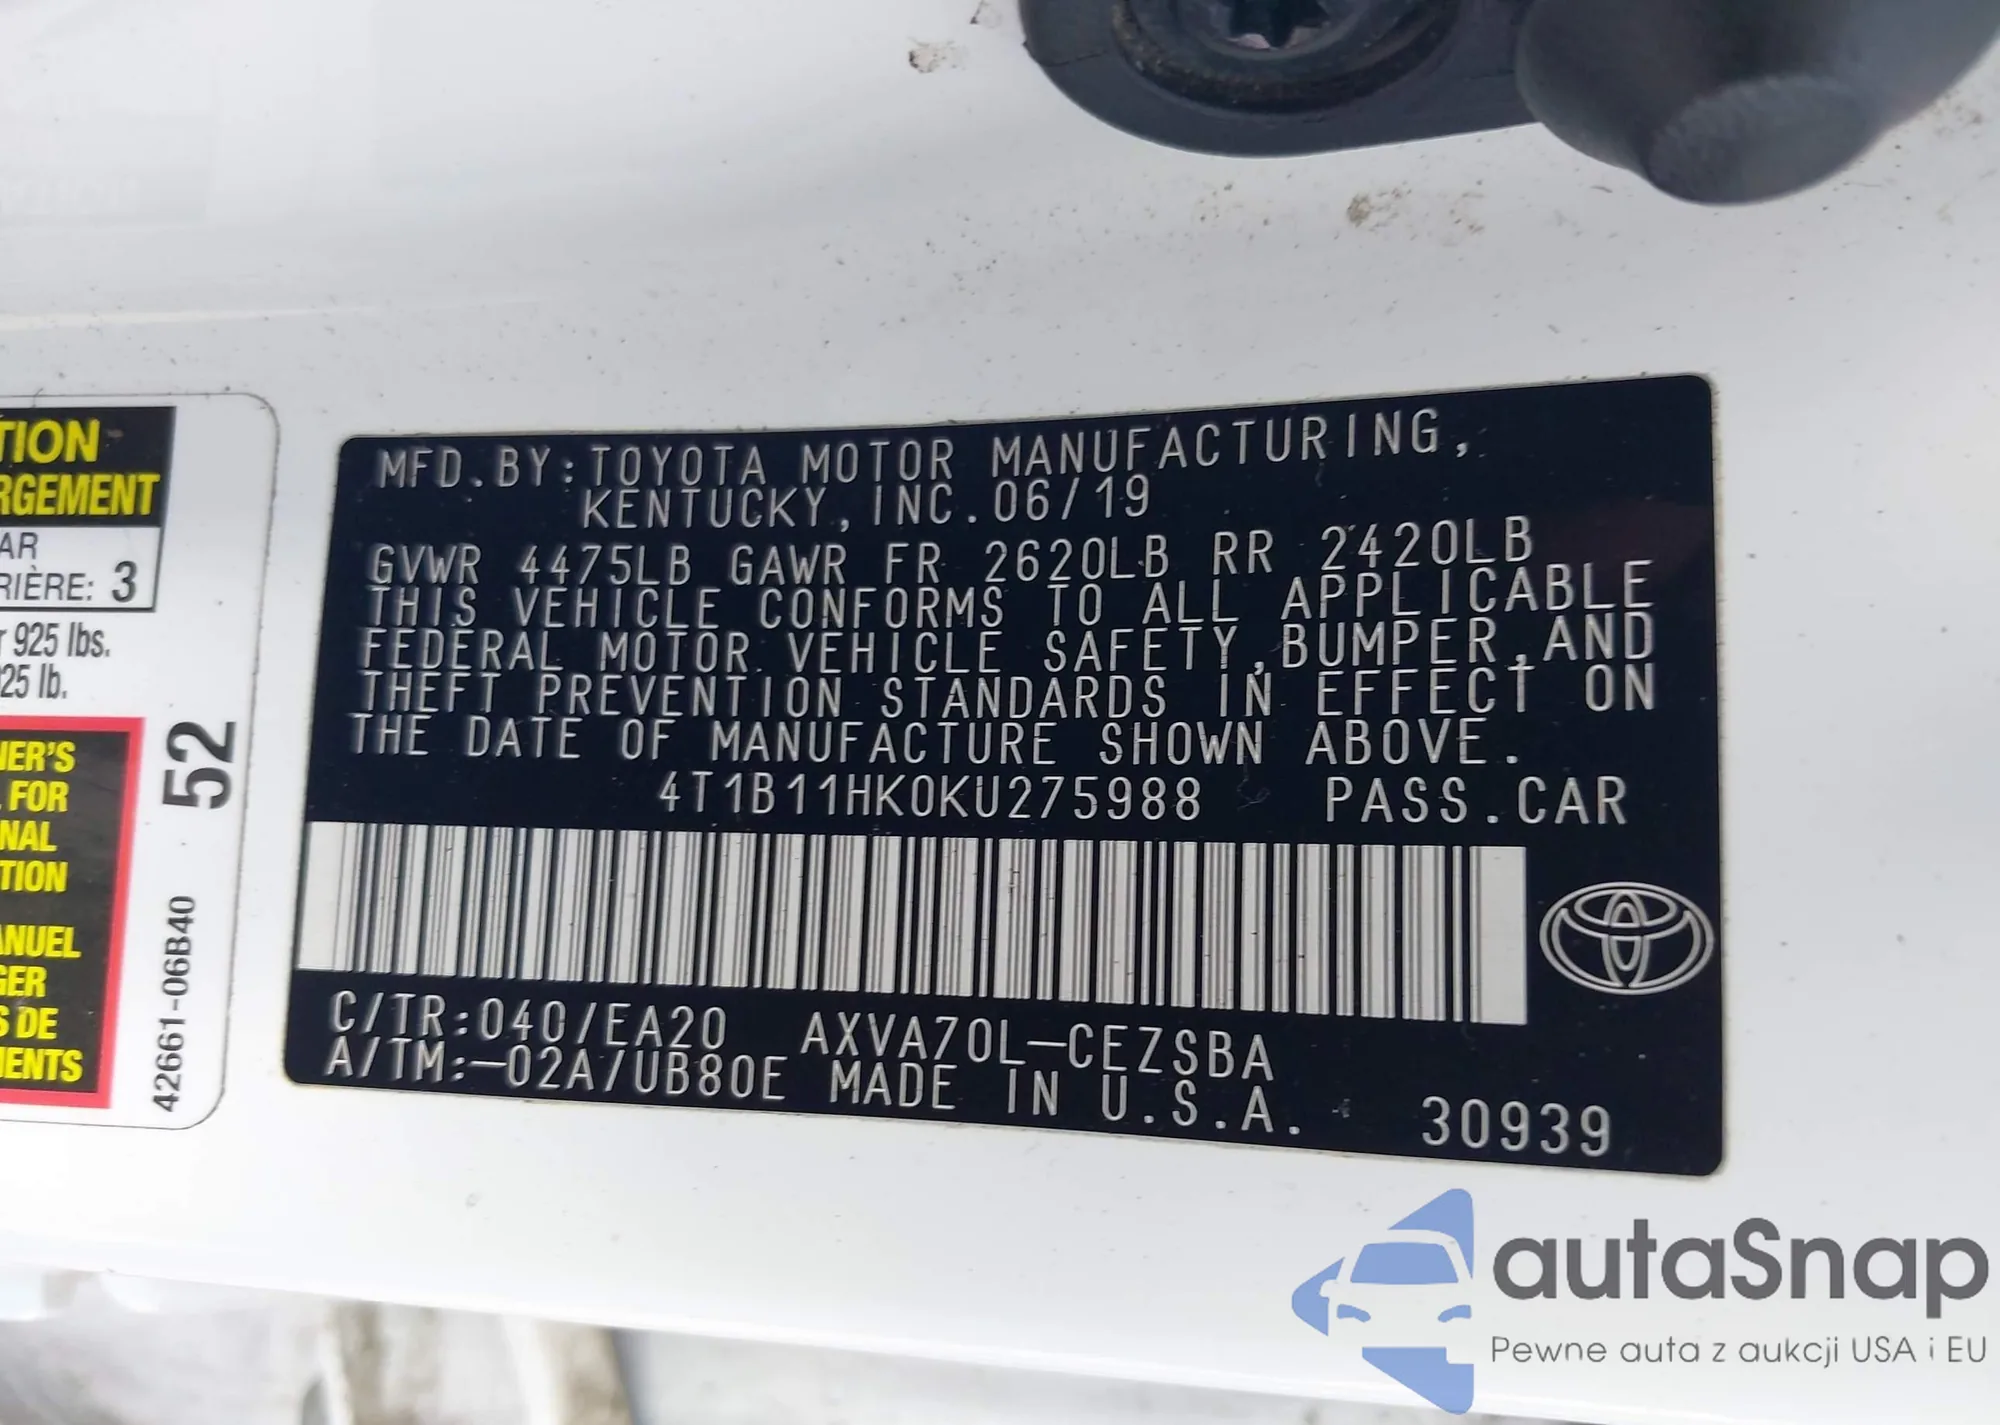 TION
RGEMENT
AR
RIÈRE: 3
r 925 lbs.
25 lb.
NER'S
FOR
NAL
TION
ANUEL
GER
S DE
MENTS
52
42661-06B40
MFD.BY:TOYOTA MOTOR MANUFACTURING,
KENTUCKY,INC.06/19
GVWR 4475LB GAWR FR 2620LB RR 2420LB
THIS VEHICLE CONFORMS TO ALL APPLICABLE
FEDERAL MOTOR VEHICLE SAFETY,BUMPER,AND
THEFT PREVENTION STANDARDS IN EFFECT ON
THE DATE OF MANUFACTURE SHOWN ABOVE.
4T1B11HK0KU275988 PASS.CAR
C/TR:040/EA20 AXVA70L-CEZSBA
A/TM:-02A/UB80E MADE IN U.S.A. 30939
autaSnap
Pewne auta z aukcji USA i EU